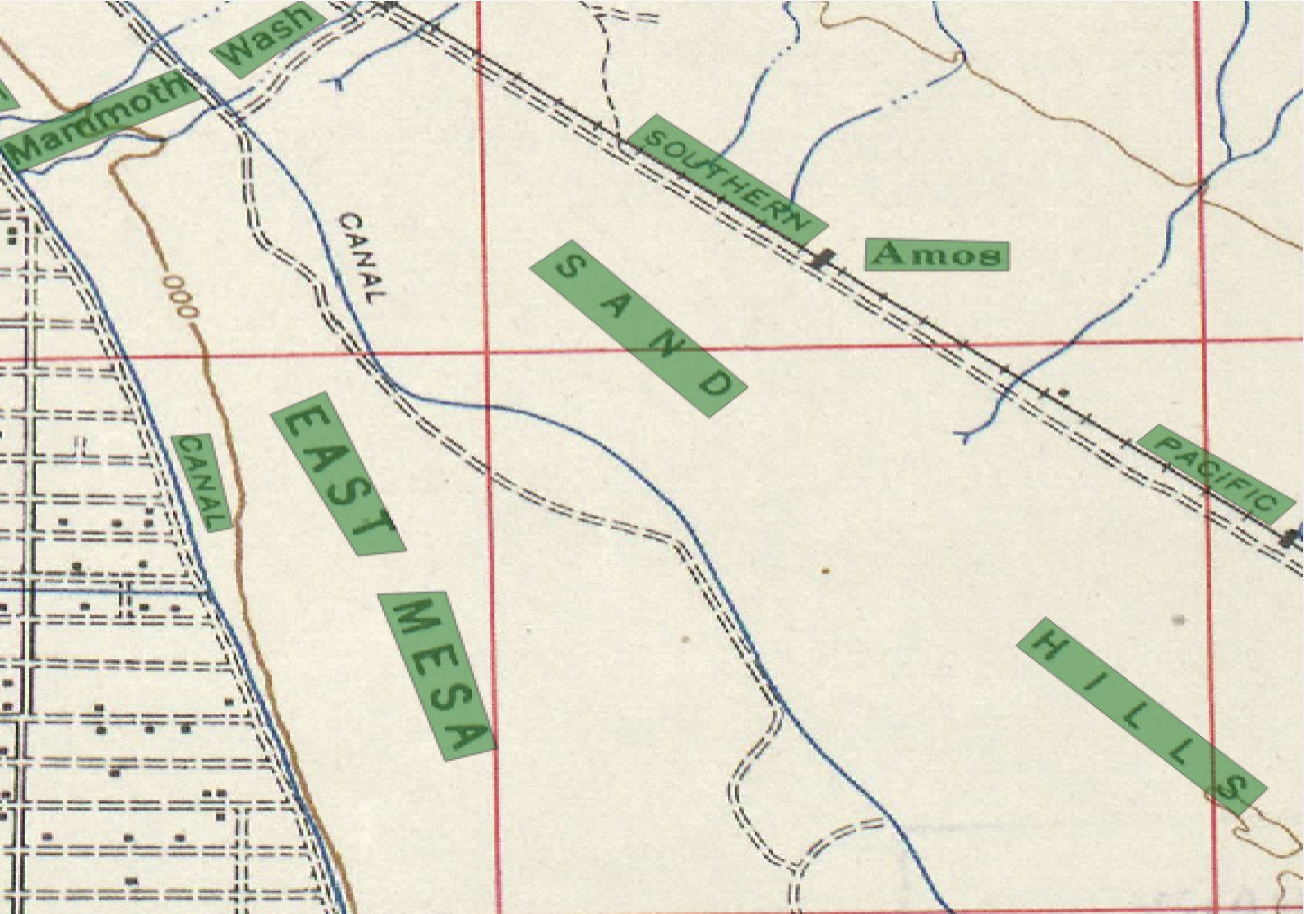 Mammoth Wash
SOUTHERN
CANAL
Amos
SAND
000
EAST
CANAL
PACIFIC
MESA
HILLS